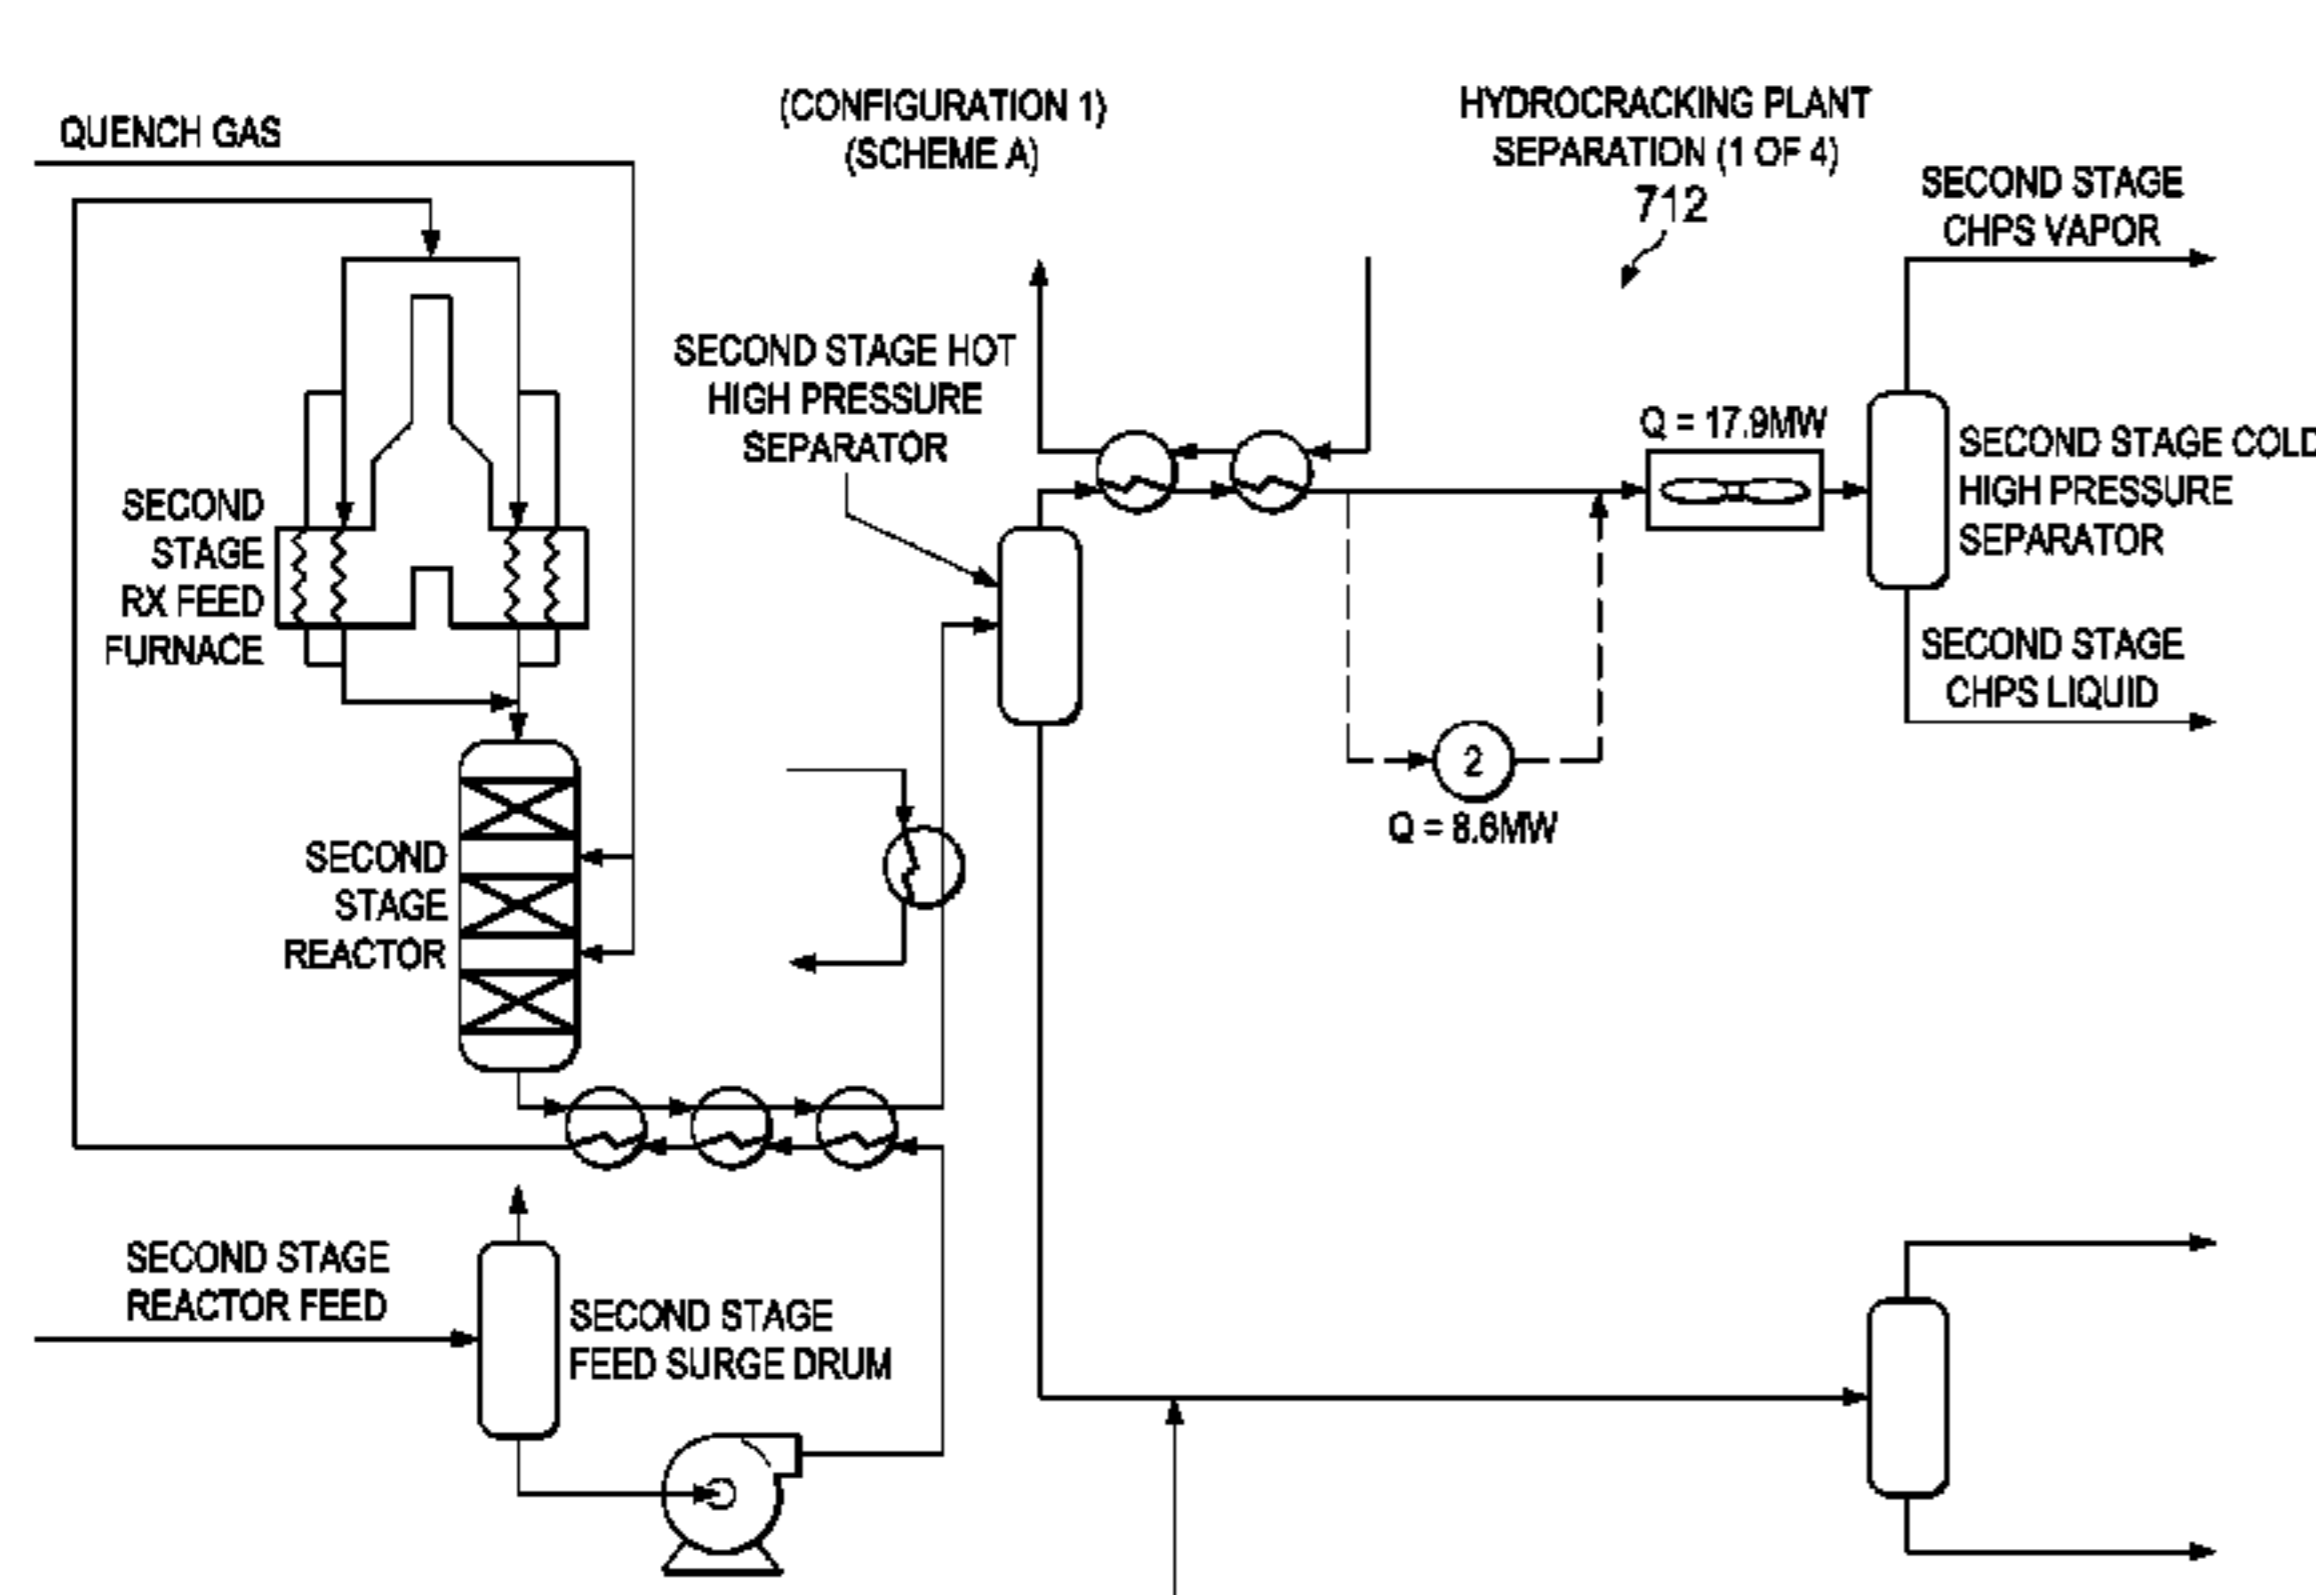 QUENCH GAS
(CONFIGURATION 1)
(SCHEME A)
HYDROCRACKING PLANT
SEPARATION (1 OF 4)
712
SECOND STAGE
CHPS VAPOR
SECOND STAGE HOT
HIGH PRESSURE
SEPARATOR
Q = 17.9MW
SECOND STAGE COLD
HIGH PRESSURE
SEPARATOR
SECOND
STAGE
RX FEED
FURNACE
SECOND STAGE
CHPS LIQUID
2
Q = 8.6MW
SECOND
STAGE
REACTOR
SECOND STAGE
REACTOR FEED
SECOND STAGE
FEED SURGE DRUM